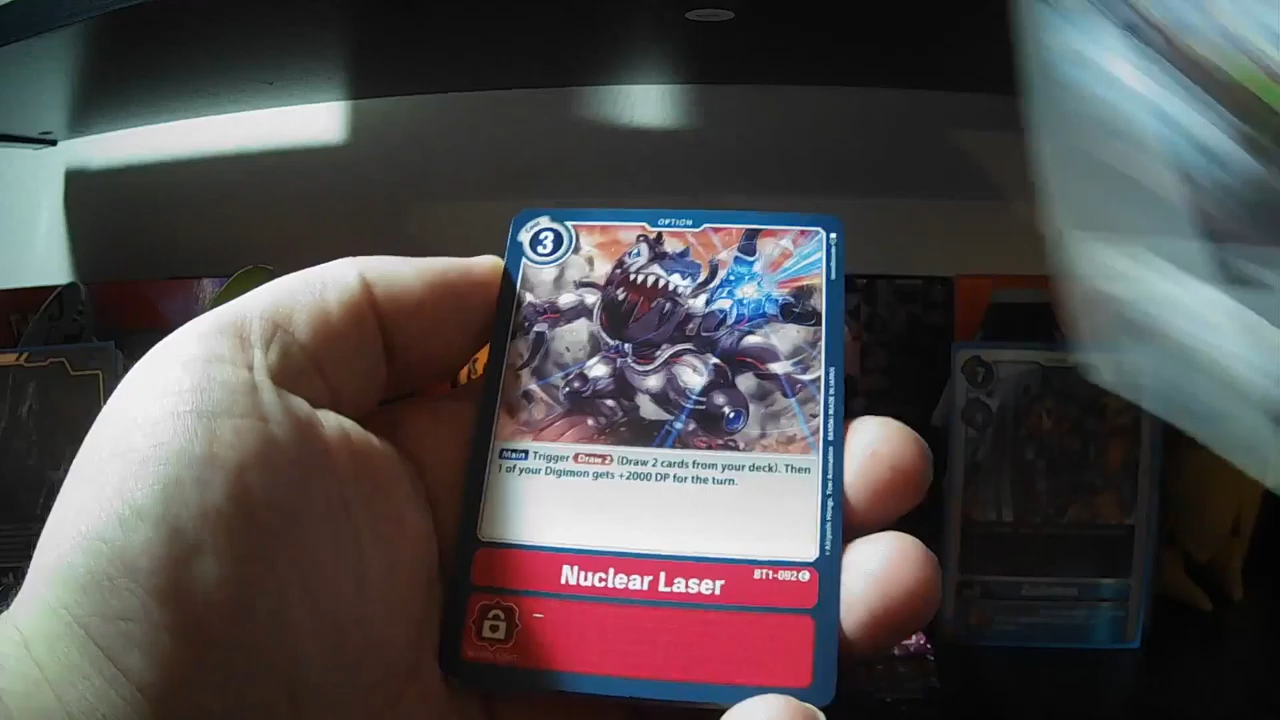 OPTION
3
Main Trigger Draw 2 (Draw 2 cards from your deck). Then
1 of your Digimon gets +2000 DP for the turn.
Nuclear Laser
BT1-092 C